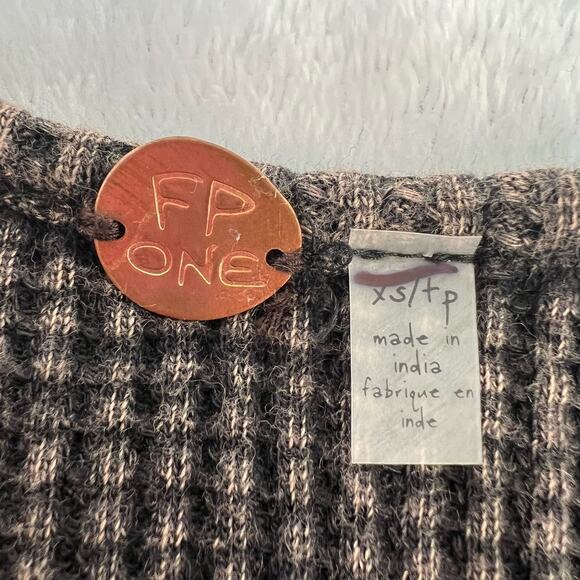 FP
ONE
xs/tp
made in
india
fabrique en
inde